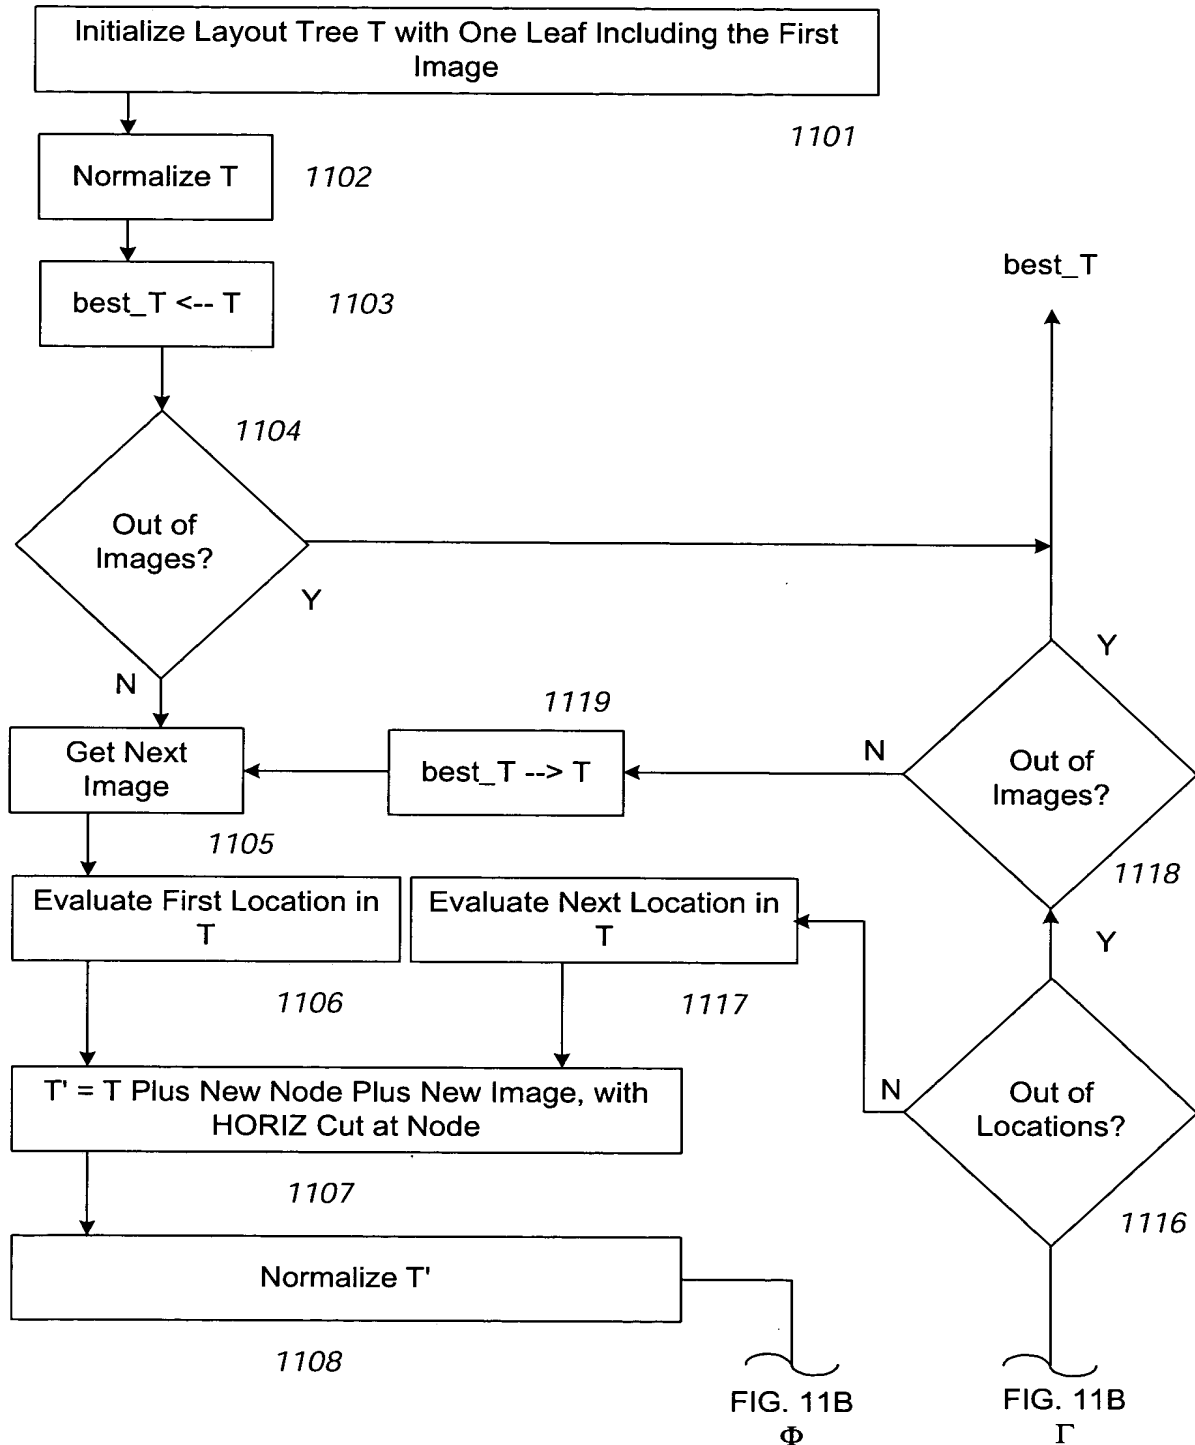 Initialize Layout Tree T with One Leaf Including the First
Image
1101
Normalize T
1102
best_T <-- T
1103
best_T
1104
Out of
Images?
Y
N
Get Next
Image
1105
1119
best_T --> T
N
Y
Out of
Images?
1118
Evaluate First Location in
T
1106
Evaluate Next Location in
T
1117
Y
N
Out of
Locations?
1116
T' = T Plus New Node Plus New Image, with
HORIZ Cut at Node
1107
Normalize T'
1108
FIG. 11B
Φ
FIG. 11B
Γ